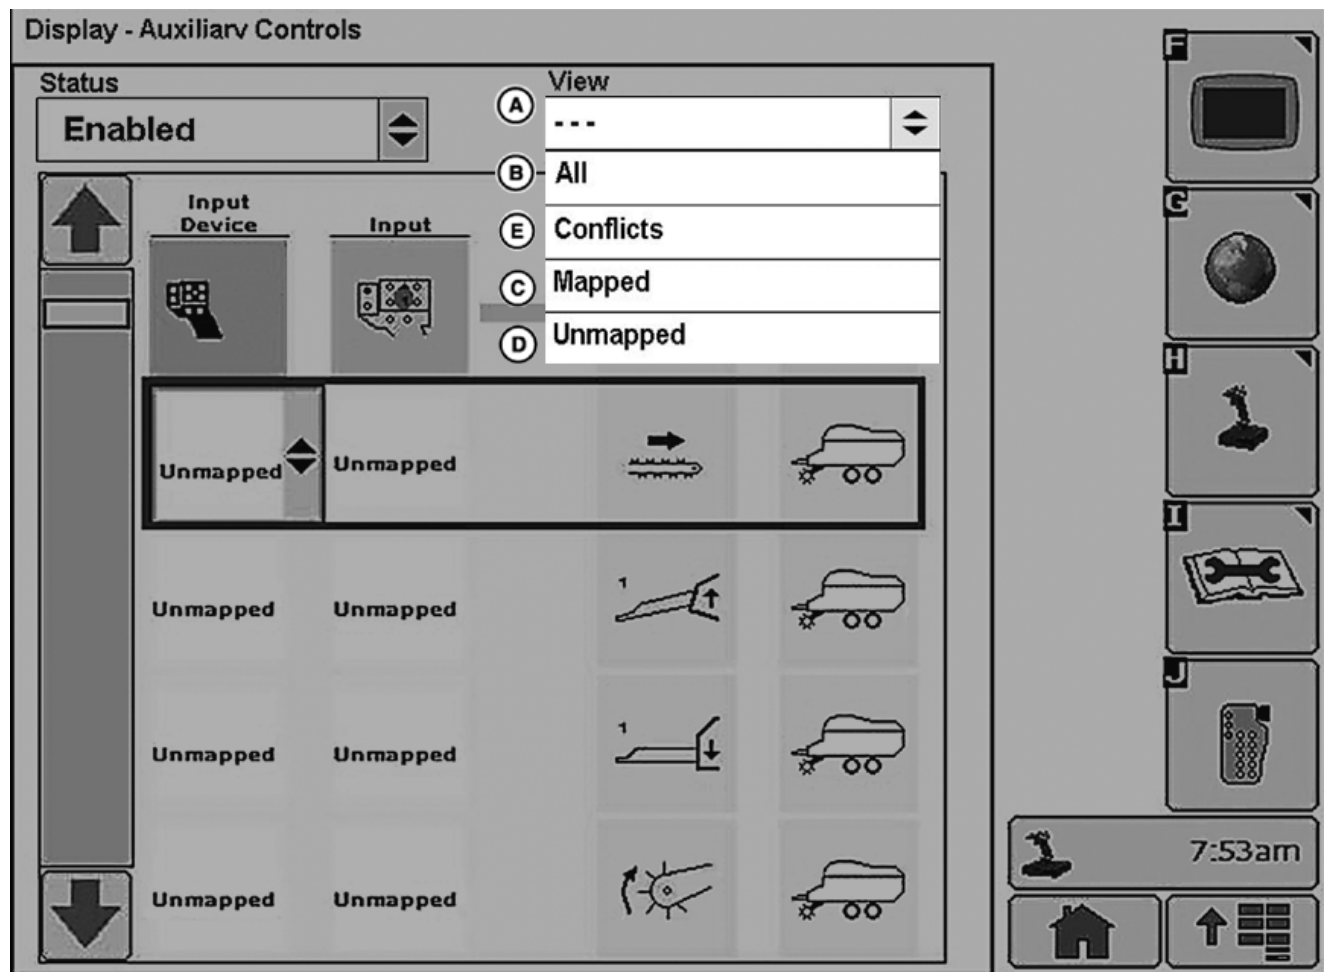 Display - Auxiliary Controls
Status
View
A
Enabled
- - -
B
All
Input
Device
Input
E
Conflicts
C
Mapped
D
Unmapped
Unmapped
Unmapped
1
Unmapped
Unmapped
1
Unmapped
Unmapped
Unmapped
Unmapped
F
G
H
I
J
7:53am